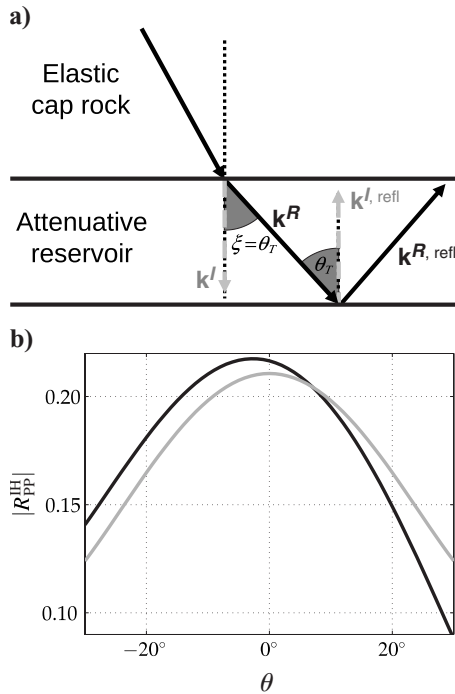 a)
Elastic
cap rock
Attenuative
reservoir
k^I
ξ=θ_T
k^R
θ_T
k^I, refl
k^R, refl
b)
0.20
0.15
0.10
|R_PP^IH|
−20° 0° 20°
θ